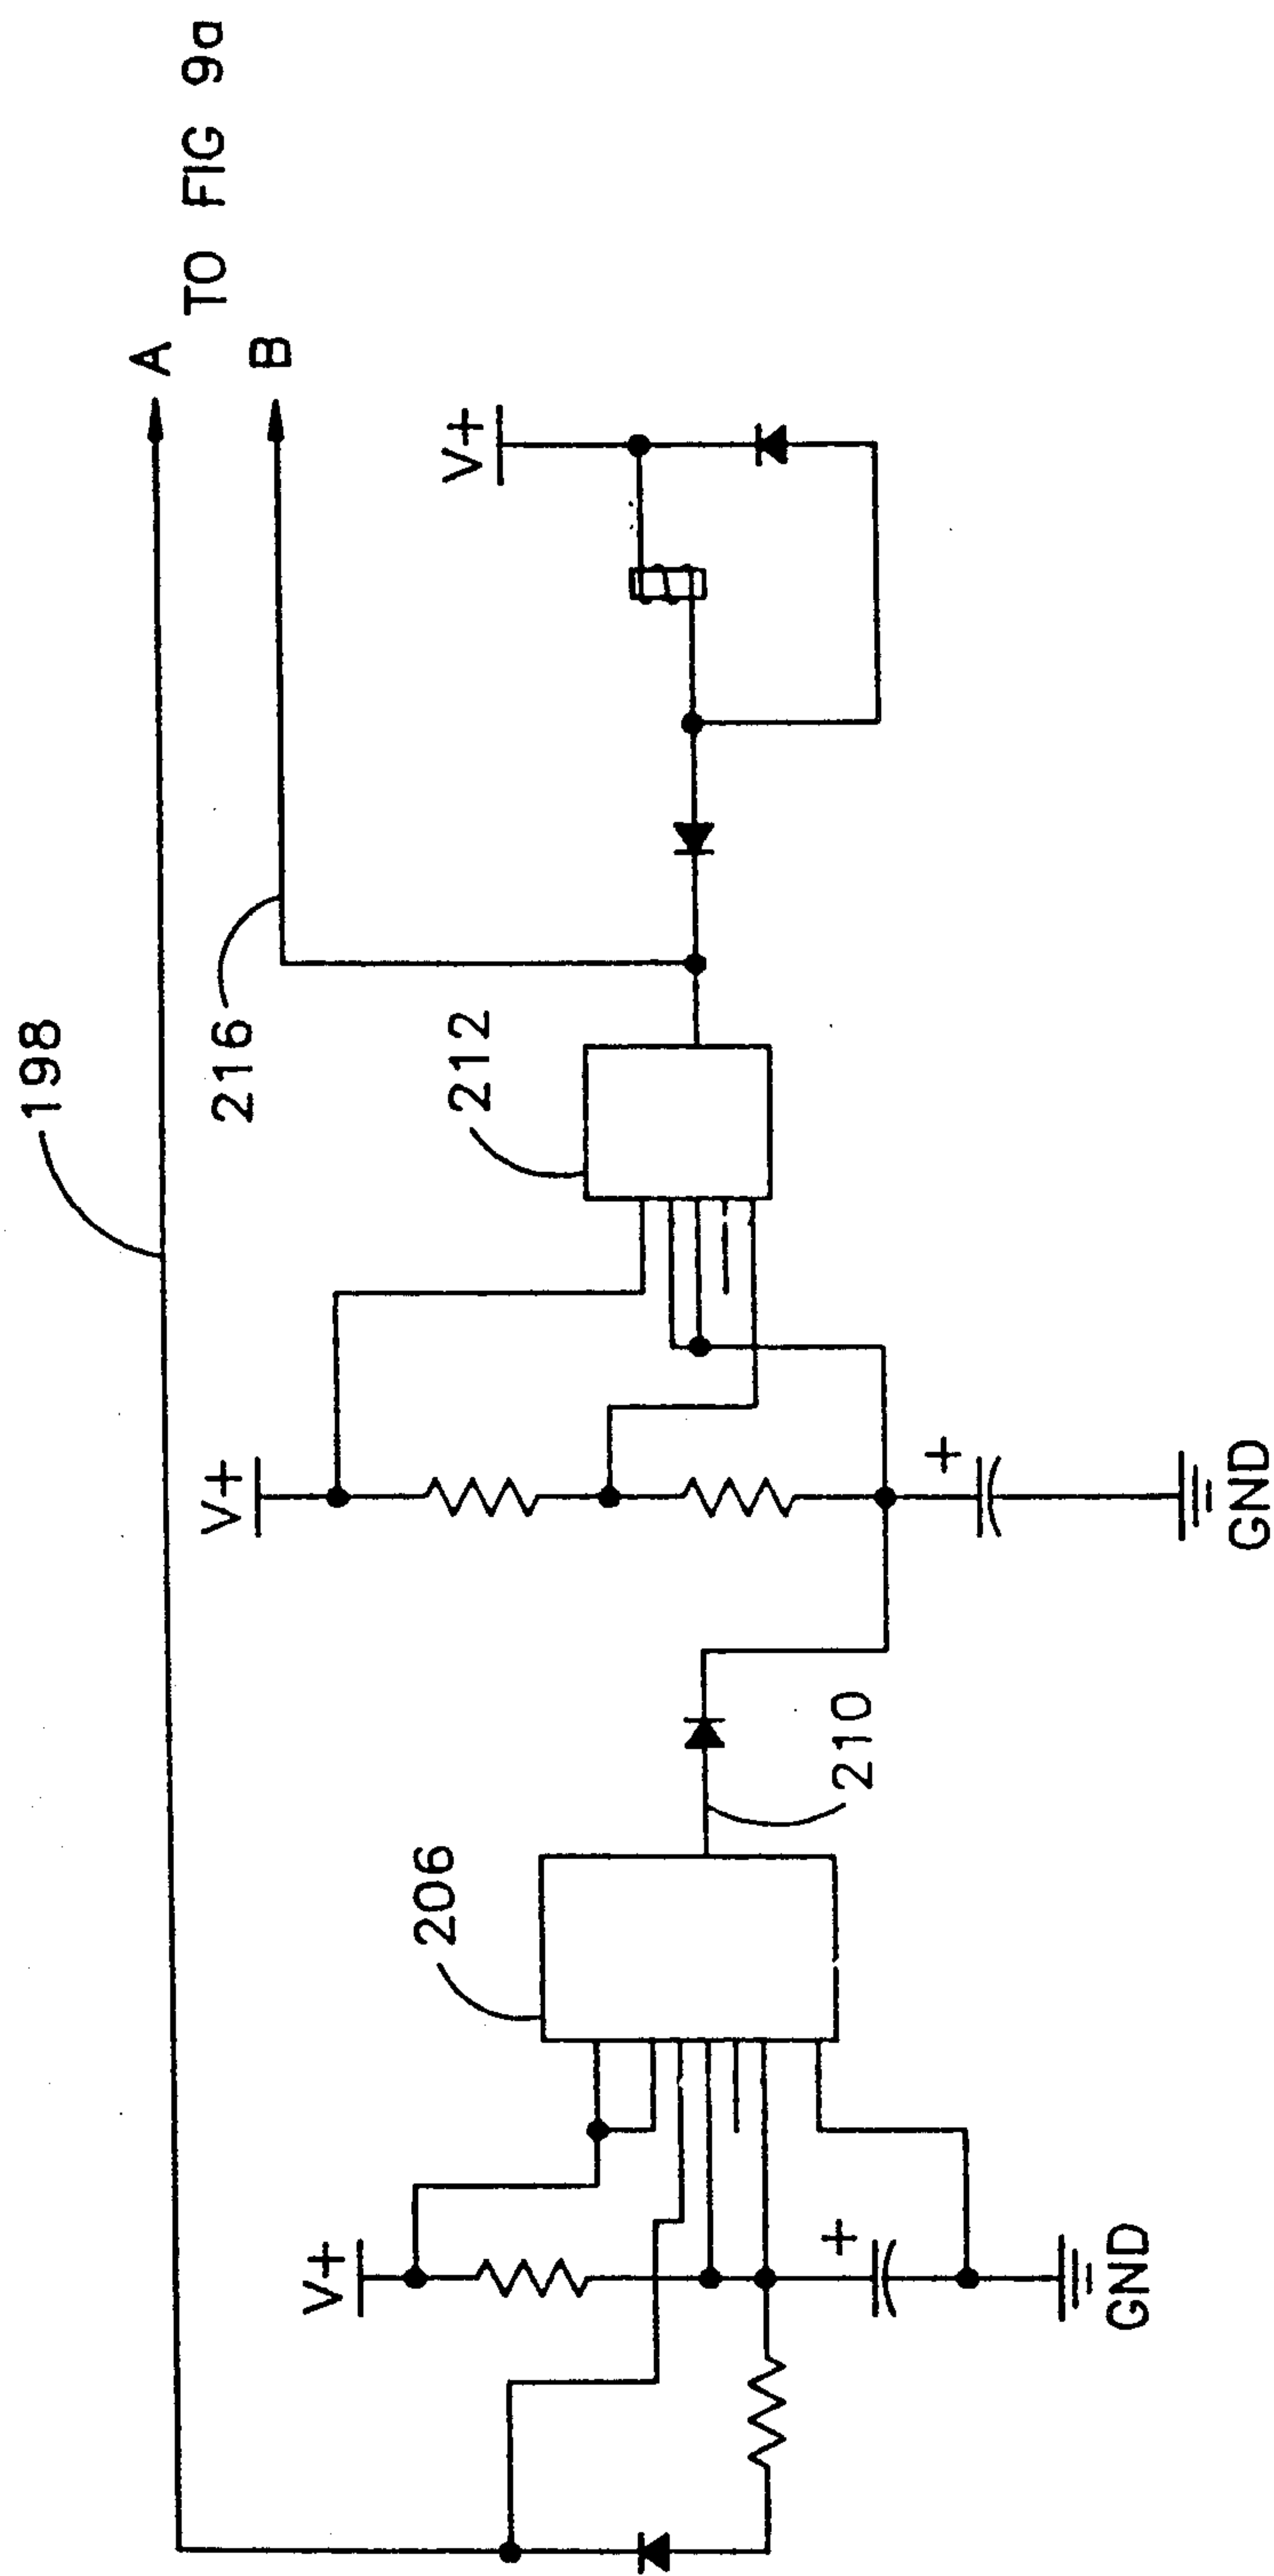 198
A
TO FIG 9a
216
B
V+
212
V+
+
GND
206
210
V+
+
GND